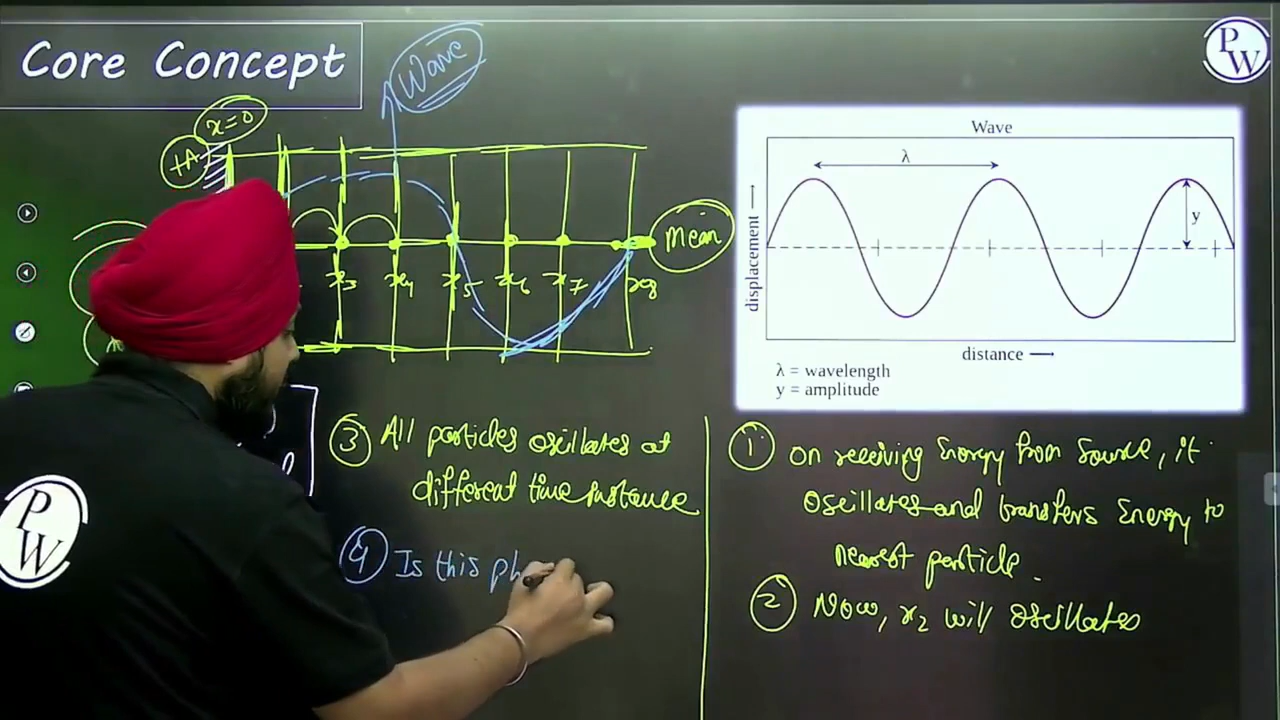 Core Concept
Wave
PW
x=0
+A
Mean
x3 x4 x5 x6 x7 x8
Wave
λ
displacement
y
distance
λ = wavelength
y = amplitude
③ All particles oscillates at
different time instance
④ Is this ph
① on receiving Energy from source, it
oscillates and transfers Energy to
nearest particle.
② Now, x2 will oscillates
PW